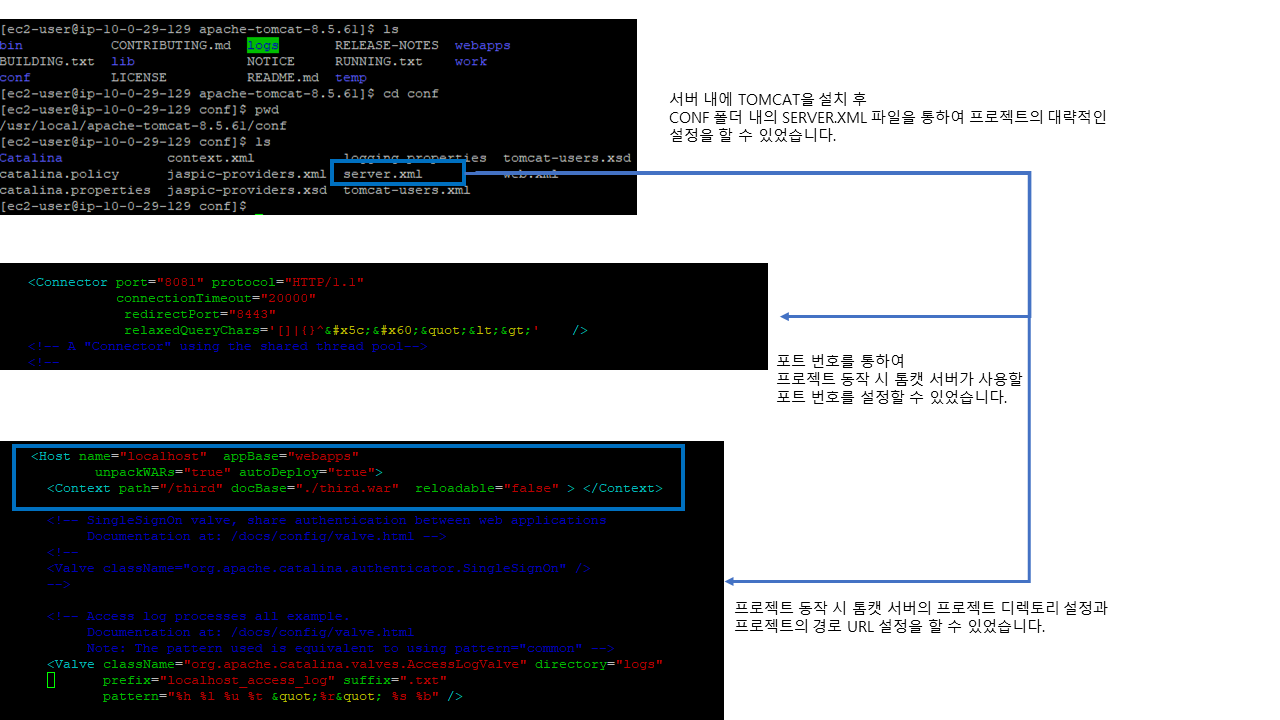 [ec2-user@ip-10-0-29-129 apache-tomcat-8.5.61]$ ls
bin CONTRIBUTING.md logs RELEASE-NOTES webapps
BUILDING.txt lib NOTICE RUNNING.txt work
conf LICENSE README.md temp
[ec2-user@ip-10-0-29-129 apache-tomcat-8.5.61]$ cd conf
[ec2-user@ip-10-0-29-129 conf]$ pwd
/usr/local/apache-tomcat-8.5.61/conf
[ec2-user@ip-10-0-29-129 conf]$ ls
Catalina context.xml logging.properties tomcat-users.xsd
catalina.policy jaspic-providers.xml server.xml web.xml
catalina.properties jaspic-providers.xsd tomcat-users.xml
[ec2-user@ip-10-0-29-129 conf]$
서버 내에 TOMCAT을 설치 후
CONF 폴더 내의 SERVER.XML 파일을 통하여 프로젝트의 대략적인
설정을 할 수 있었습니다.
<Connector port="8081" protocol="HTTP/1.1"
connectionTimeout="20000"
redirectPort="8443"
relaxedQueryChars='[]|{}^&#x5c;&#x60;&quot;&lt;&gt;' />
<!-- A "Connector" using the shared thread pool-->
<!--
포트 번호를 통하여
프로젝트 동작 시 톰캣 서버가 사용할
포트 번호를 설정할 수 있었습니다.
<Host name="localhost" appBase="webapps"
unpackWARs="true" autoDeploy="true">
<Context path="/third" docBase="./third.war" reloadable="false" > </Context>
<!-- SingleSignOn valve, share authentication between web applications
Documentation at: /docs/config/valve.html -->
<!--
<Valve className="org.apache.catalina.authenticator.SingleSignOn" />
-->
<!-- Access log processes all example.
Documentation at: /docs/config/valve.html
Note: The pattern used is equivalent to using pattern="common" -->
<Valve className="org.apache.catalina.valves.AccessLogValve" directory="logs"
prefix="localhost_access_log" suffix=".txt"
pattern="%h %l %u %t &quot;%r&quot; %s %b" />
프로젝트 동작 시 톰캣 서버의 프로젝트 디렉토리 설정과
프로젝트의 경로 URL 설정을 할 수 있었습니다.